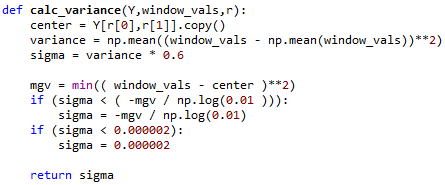 def calc_variance(Y,window_vals,r):
    center = Y[r[0],r[1]].copy()
    variance = np.mean((window_vals - np.mean(window_vals))**2)
    sigma = variance * 0.6

    mgv = min(( window_vals - center )**2)
    if (sigma < ( -mgv / np.log(0.01 ))):
        sigma = -mgv / np.log(0.01)
    if (sigma < 0.000002):
        sigma = 0.000002

    return sigma